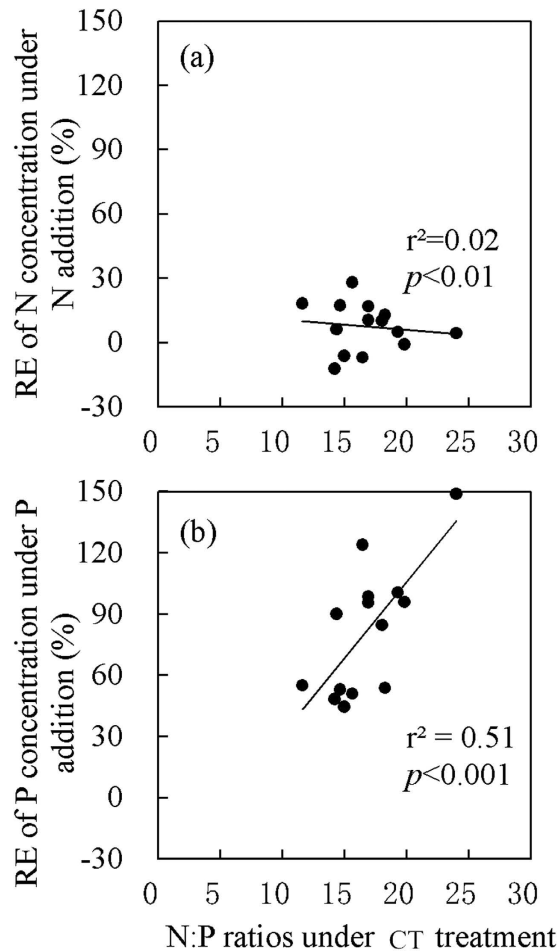 RE of N concentration under
N addition (%)
150
120
90
60
30
0
-30
(a)
r²=0.02
p<0.01
0 5 10 15 20 25 30
RE of P concentration under P
addition (%)
150
120
90
60
30
0
-30
(b)
r² = 0.51
p<0.001
0 5 10 15 20 25 30
N:P ratios under CT treatment